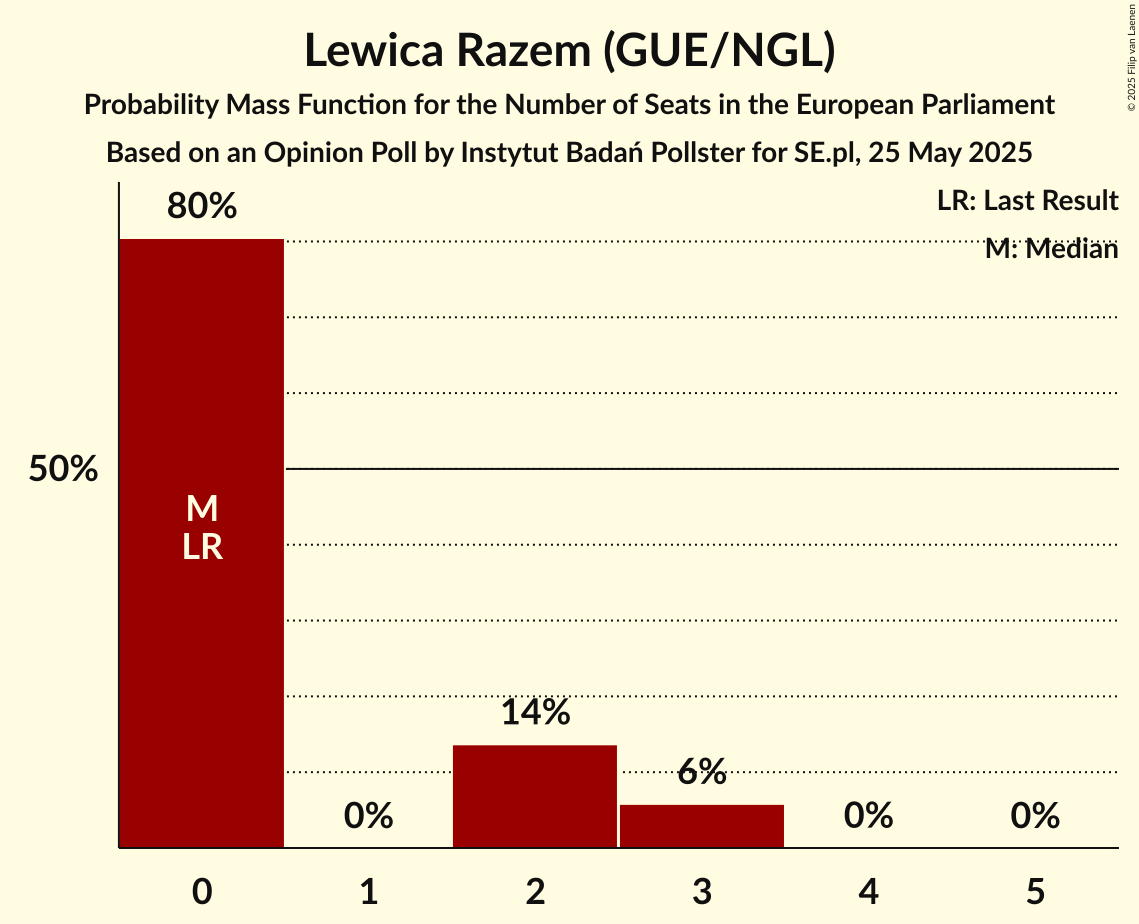 Lewica Razem (GUE/NGL)
Probability Mass Function for the Number of Seats in the European Parliament
Based on an Opinion Poll by Instytut Badań Pollster for SE.pl, 25 May 2025
© 2025 Filip van Laenen
LR: Last Result
M: Median
80%
50%
M
LR
14%
6%
0%
0%
0%
0
1
2
3
4
5